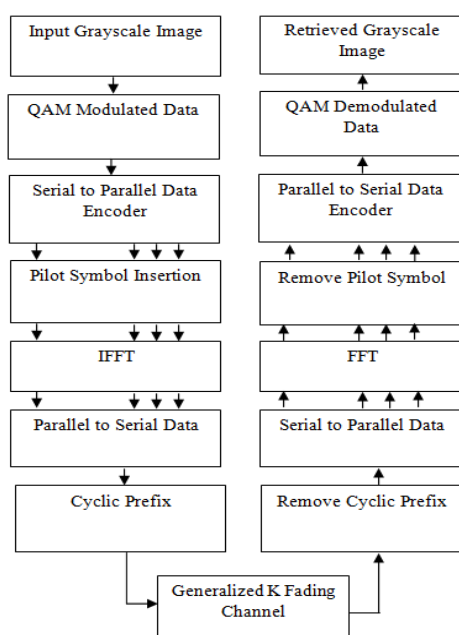 Input Grayscale Image
QAM Modulated Data
Serial to Parallel Data
Encoder
Pilot Symbol Insertion
IFFT
Parallel to Serial Data
Cyclic Prefix
Generalized K Fading
Channel
Remove Cyclic Prefix
Serial to Parallel Data
FFT
Remove Pilot Symbol
Parallel to Serial Data
Encoder
QAM Demodulated
Data
Retrieved Grayscale
Image